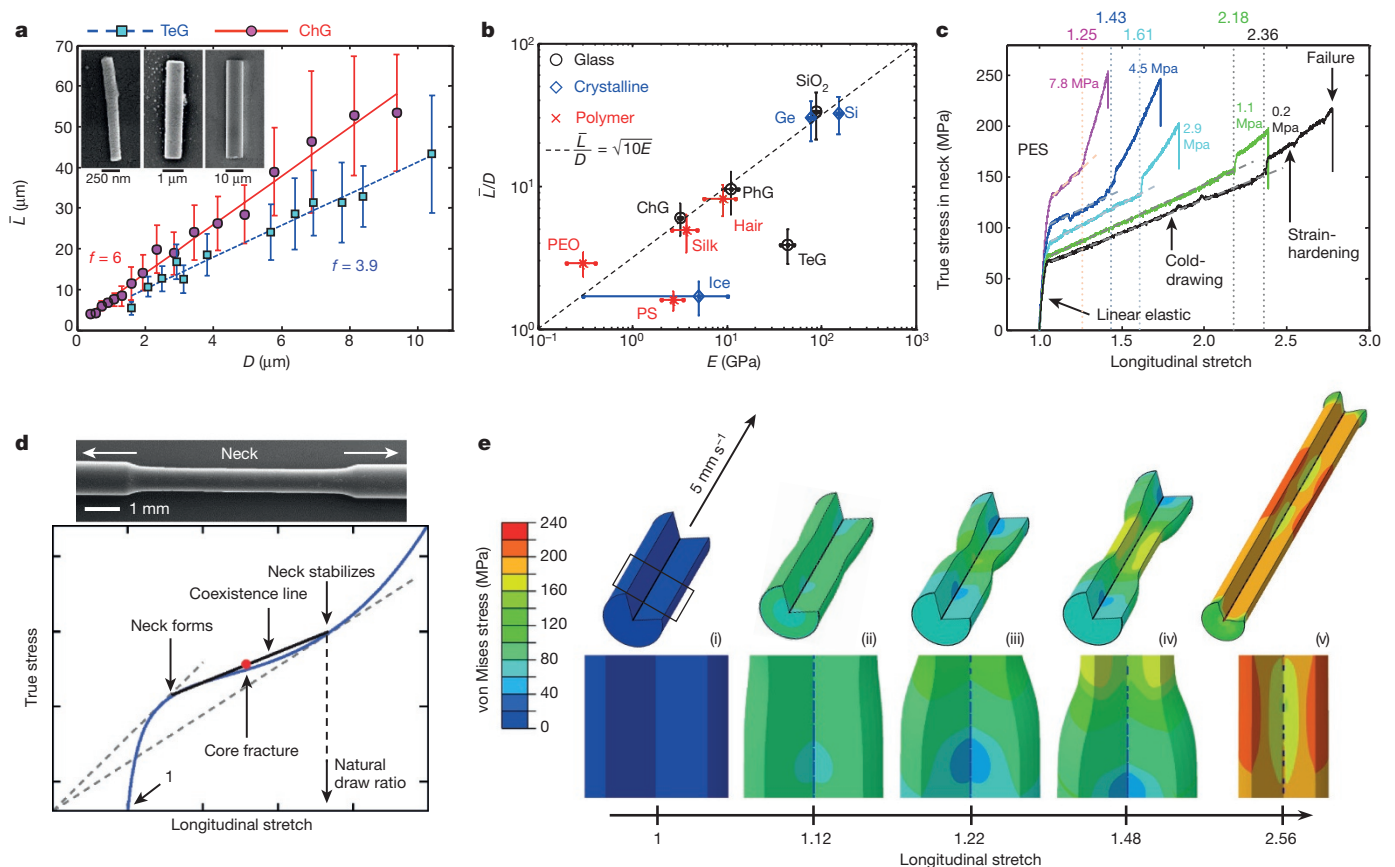 a
TeG
ChG
70
60
50
40
30
20
10
0
L̄ (μm)
250 nm
1 μm
10 μm
f = 6
f = 3.9
0
2
4
6
8
10
D (μm)
b
10²
10¹
10⁰
L̄/D
Glass
Crystalline
Polymer
L̄/D = √10E
SiO₂
Ge
Si
PhG
ChG
Hair
PEO
Silk
TeG
Ice
PS
10⁻¹
10⁰
10¹
10²
10³
E (GPa)
c
1.43
2.18
1.25
1.61
2.36
250
200
150
100
50
0
True stress in neck (MPa)
Failure
7.8 MPa
4.5 Mpa
2.9
Mpa
1.1
Mpa
0.2
MPa
PES
Cold-
drawing
Strain-
hardening
Linear elastic
1.0
1.5
2.0
2.5
3.0
Longitudinal stretch
d
Neck
1 mm
Neck stabilizes
Coexistence line
Neck forms
Core fracture
Natural
draw ratio
1
True stress
Longitudinal stretch
e
5 mm s⁻¹
240
200
160
120
80
40
0
von Mises stress (MPa)
(i)
(ii)
(iii)
(iv)
(v)
1
1.12
1.22
1.48
2.56
Longitudinal stretch